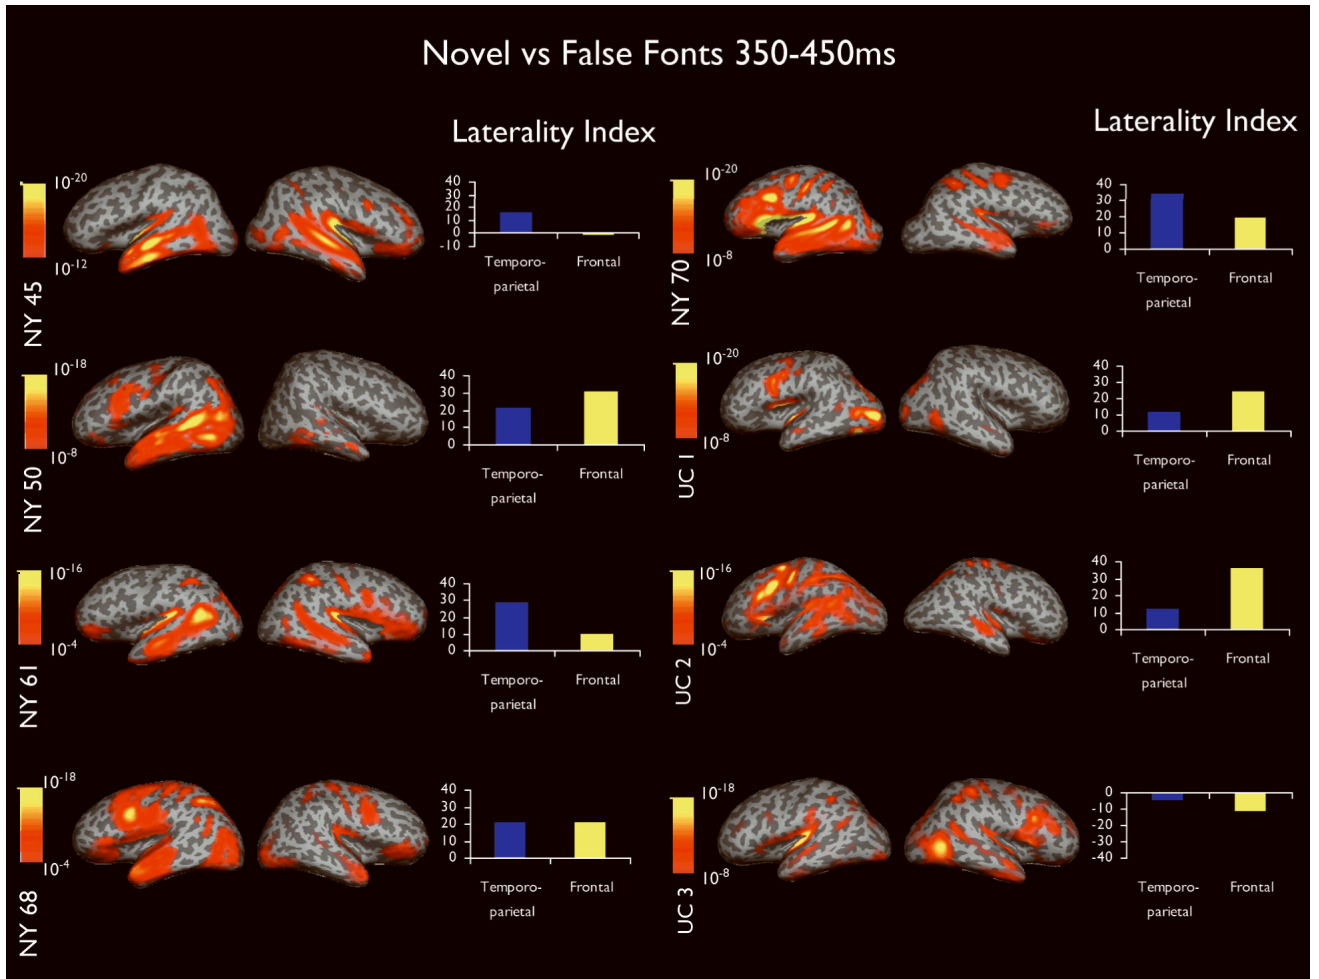 Novel vs False Fonts 350-450ms
Laterality Index
Laterality Index
NY 45
10-20
10-12
40
30
20
10
0
-10
Temporo-
parietal
Frontal
NY 70
10-20
10-8
40
30
20
10
0
Temporo-
parietal
Frontal
NY 50
10-18
10-8
40
30
20
10
0
Temporo-
parietal
Frontal
UC 1
10-20
10-8
40
30
20
10
0
Temporo-
parietal
Frontal
NY 61
10-16
10-4
40
30
20
10
0
Temporo-
parietal
Frontal
UC 2
10-16
10-4
40
30
20
10
0
Temporo-
parietal
Frontal
NY 68
10-18
10-4
40
30
20
10
0
Temporo-
parietal
Frontal
UC 3
10-18
10-8
0
-10
-20
-30
-40
Temporo-
parietal
Frontal